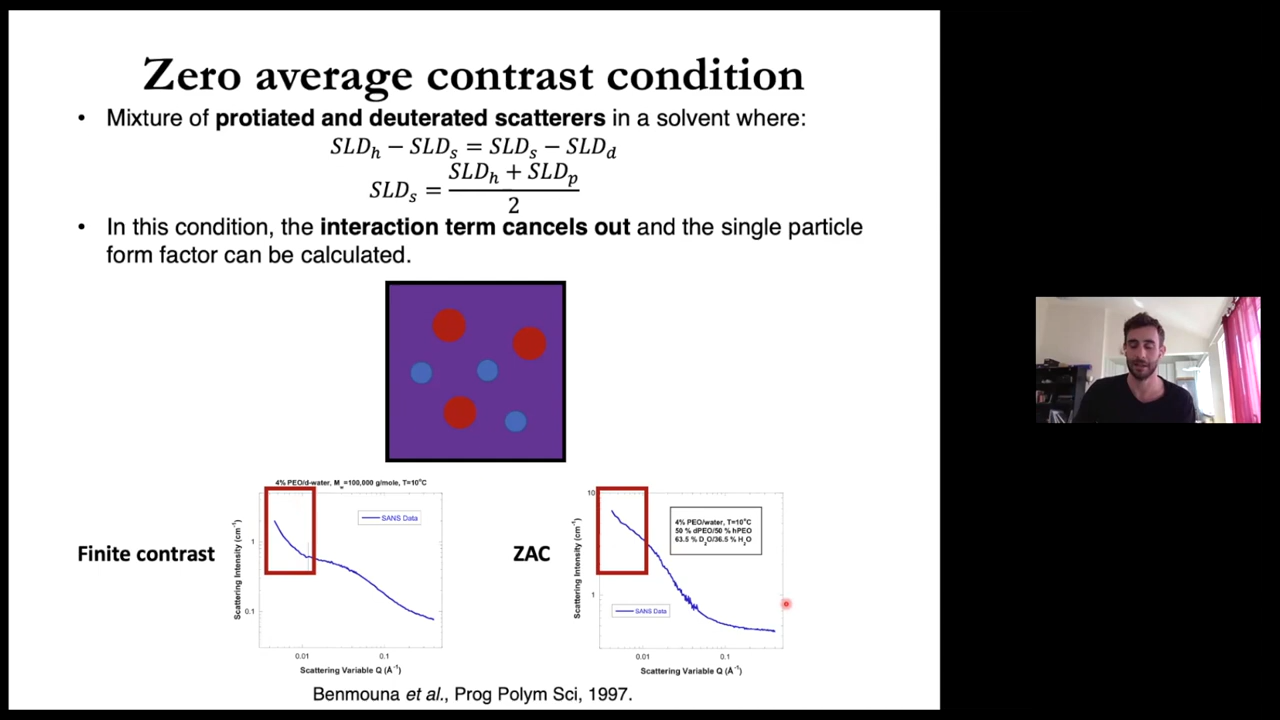 Zero average contrast condition
• Mixture of protiated and deuterated scatterers in a solvent where:
SLD_h − SLD_s = SLD_s − SLD_d
SLD_s = (SLD_h + SLD_p) / 2
• In this condition, the interaction term cancels out and the single particle
form factor can be calculated.
Finite contrast
4% PEO/d-water, M_w=100,000 g/mole, T=10°C
SANS Data
Scattering Intensity (cm⁻¹)
1
0.1
0.01 0.1
Scattering Variable Q (Å⁻¹)
ZAC
4% PEO/water, T=10°C
50 % dPEO/50 % hPEO
63.5 % D₂O/36.5 % H₂O
SANS Data
Scattering Intensity (cm⁻¹)
10
1
0.01 0.1
Scattering Variable Q (Å⁻¹)
Benmouna et al., Prog Polym Sci, 1997.